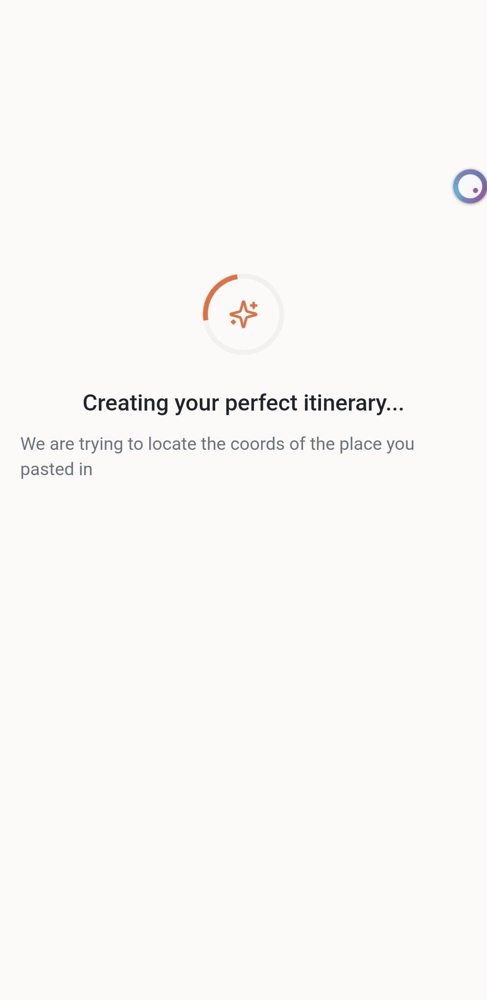 Creating your perfect itinerary...
We are trying to locate the coords of the place you
pasted in